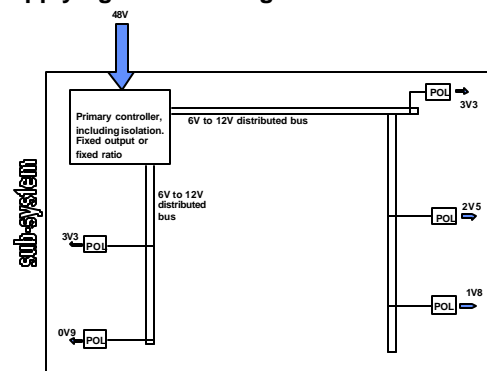 48V
Primary controller,
including isolation.
Fixed output or
fixed ratio
6V to 12V distributed bus
POL
3V3
6V to 12V
distributed
bus
sub-system
3V3
POL
2V5
POL
1V8
POL
0V9
POL